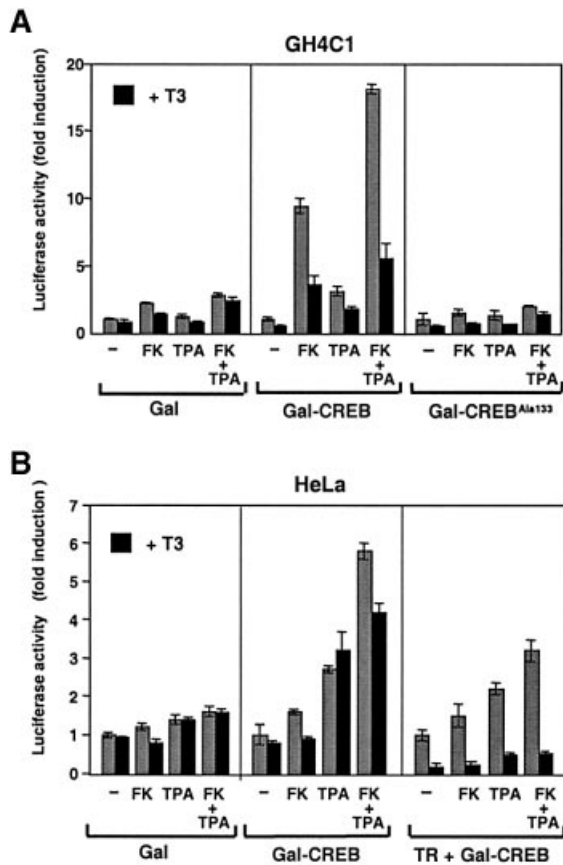 A
GH4C1
Luciferase activity (fold induction)
20
15
10
5
0
+ T3
– FK TPA FK + TPA – FK TPA FK + TPA – FK TPA FK + TPA
Gal Gal-CREB Gal-CREBAla133
B
HeLa
Luciferase activity (fold induction)
7
6
5
4
3
2
1
0
+ T3
– FK TPA FK + TPA – FK TPA FK + TPA – FK TPA FK + TPA
Gal Gal-CREB TR + Gal-CREB